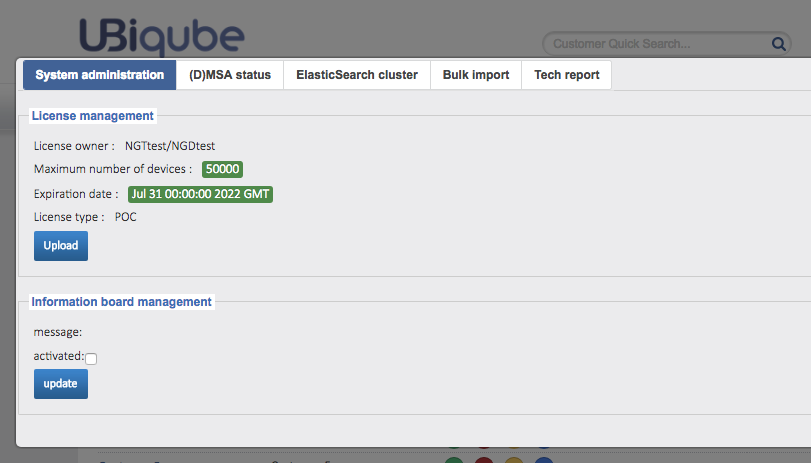 UBiqube
Customer Quick Search...
System administration (D)MSA status ElasticSearch cluster Bulk import Tech report
License management
License owner : NGTtest/NGDtest
Maximum number of devices : 50000
Expiration date : Jul 31 00:00:00 2022 GMT
License type : POC
Upload
Information board management
message:
activated:
update